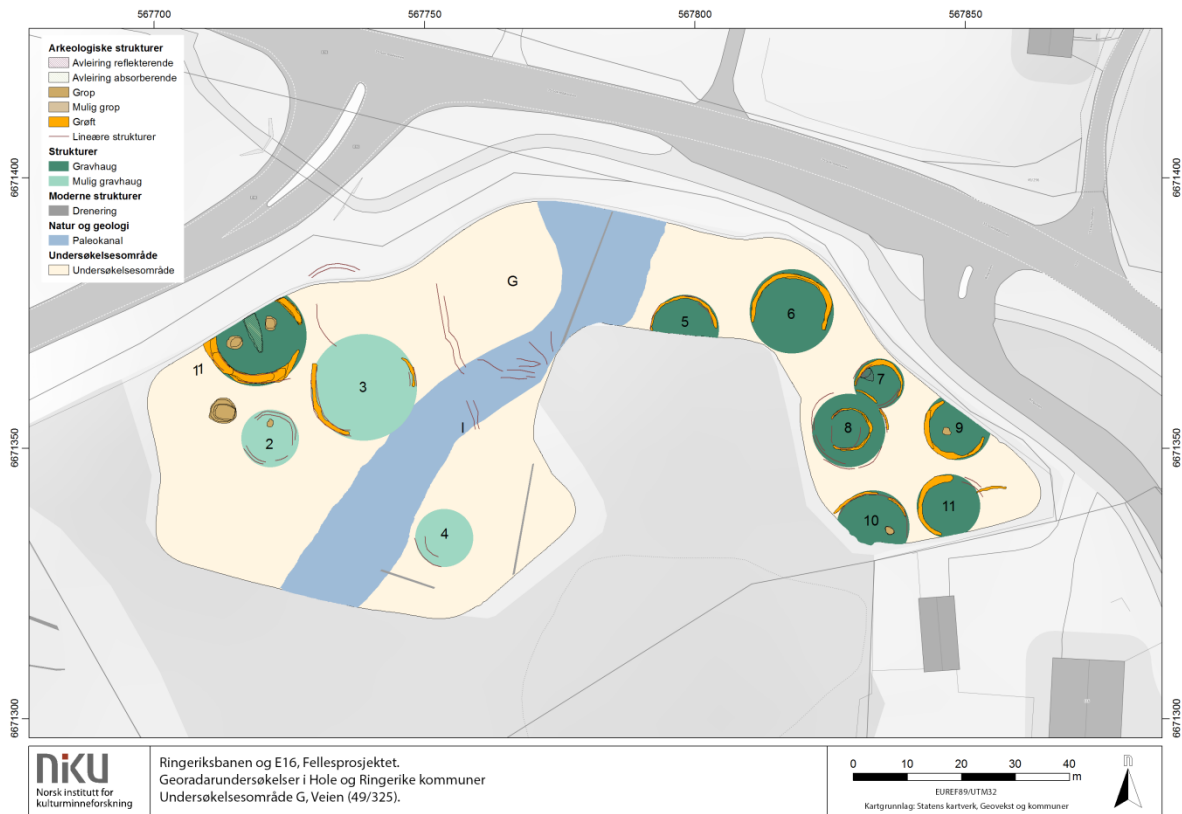 567700
567750
567800
567850
6671400
6671350
6671300
6671400
6671350
6671300
Arkeologiske strukturer
Avleiring reflekterende
Avleiring absorberende
Grop
Mulig grop
Grøft
Lineære strukturer
Strukturer
Gravhaug
Mulig gravhaug
Moderne strukturer
Drenering
Natur og geologi
Paleokanal
Undersøkelsesområde
Undersøkelsesområde
G
11
2
3
I
4
5
6
7
8
9
10
11
niku
Norsk institutt for
kulturminneforskning
Ringeriksbanen og E16, Fellesprosjektet.
Georadarundersøkelser i Hole og Ringerike kommuner
Undersøkelsesområde G, Veien (49/325).
0 10 20 30 40
m
EUREF89/UTM32
Kartgrunnlag: Statens kartverk, Geovekst og kommuner
n